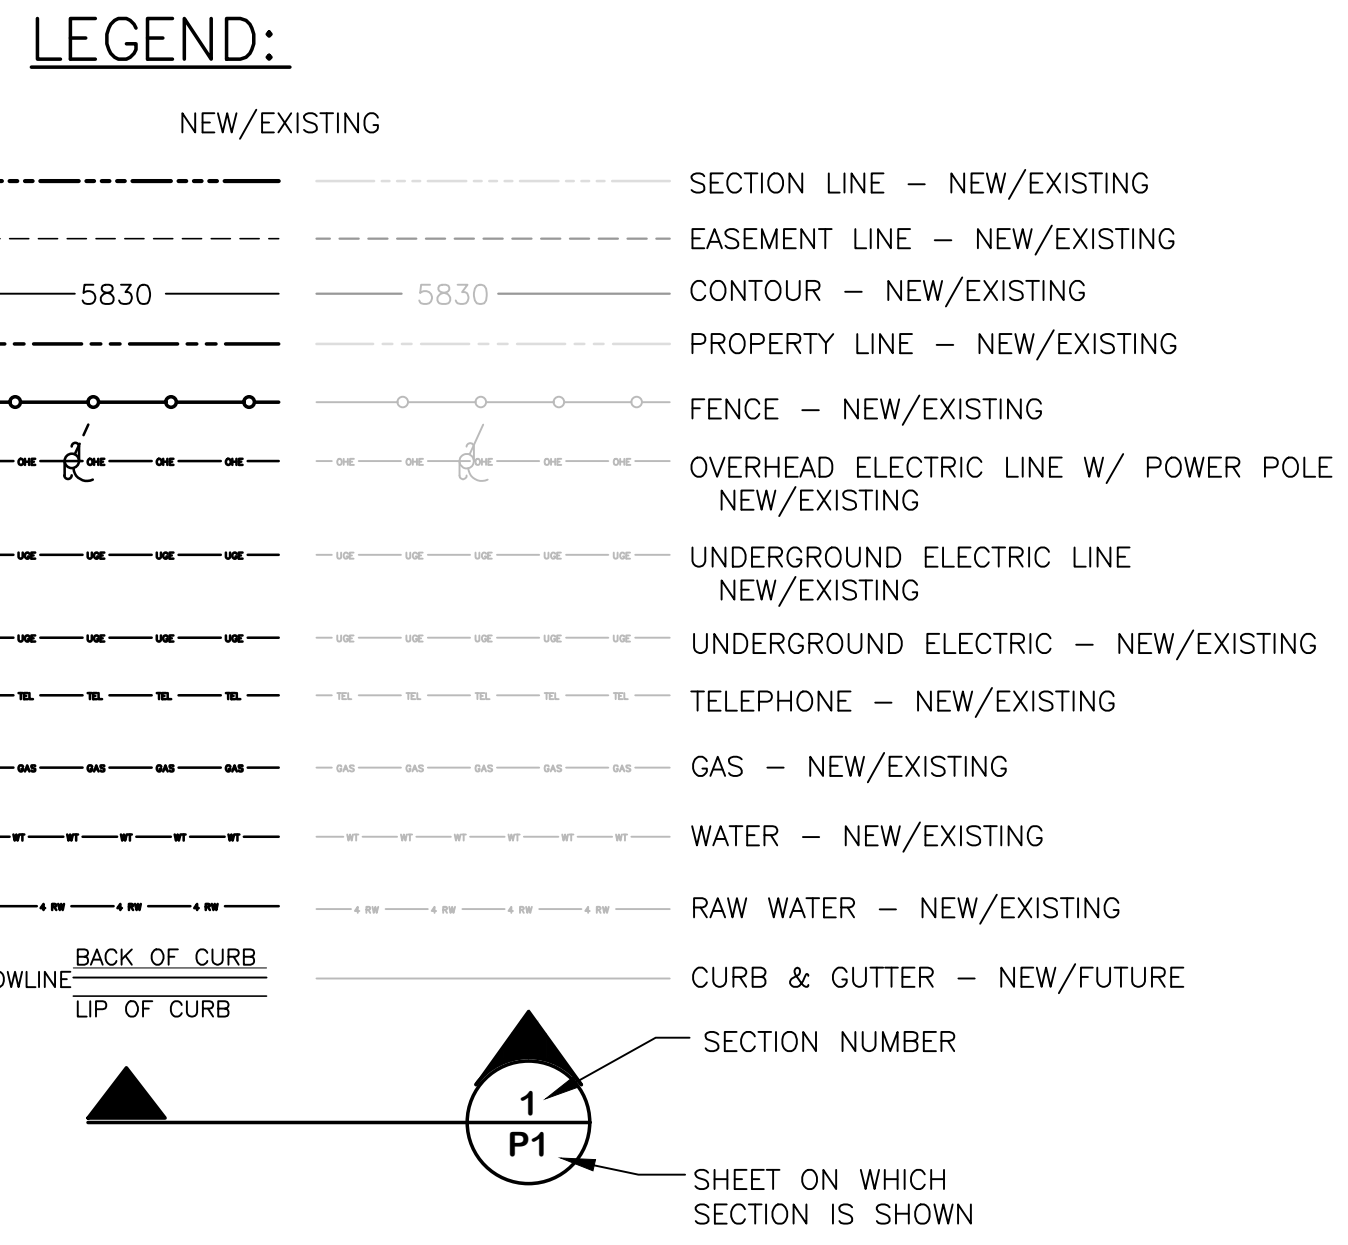 LEGEND:
NEW/EXISTING
SECTION LINE - NEW/EXISTING
EASEMENT LINE - NEW/EXISTING
5830 5830 CONTOUR - NEW/EXISTING
PROPERTY LINE - NEW/EXISTING
FENCE - NEW/EXISTING
OHE OHE OHE OHE OHE OHE OHE OHE OHE OVERHEAD ELECTRIC LINE W/ POWER POLE
NEW/EXISTING
UGE UGE UGE UGE UGE UGE UGE UGE UGE UNDERGROUND ELECTRIC LINE
NEW/EXISTING
UGE UGE UGE UGE UGE UGE UGE UGE UGE UNDERGROUND ELECTRIC - NEW/EXISTING
TEL TEL TEL TEL TEL TEL TEL TEL TEL TELEPHONE - NEW/EXISTING
GAS GAS GAS GAS GAS GAS GAS GAS GAS GAS - NEW/EXISTING
WT WT WT WT WT WT WT WT WT WT WT WATER - NEW/EXISTING
4 RW 4 RW 4 RW 4 RW 4 RW 4 RW 4 RW RAW WATER - NEW/EXISTING
BACK OF CURB
OWLINE CURB & GUTTER - NEW/FUTURE
LIP OF CURB
SECTION NUMBER
1
P1
SHEET ON WHICH
SECTION IS SHOWN